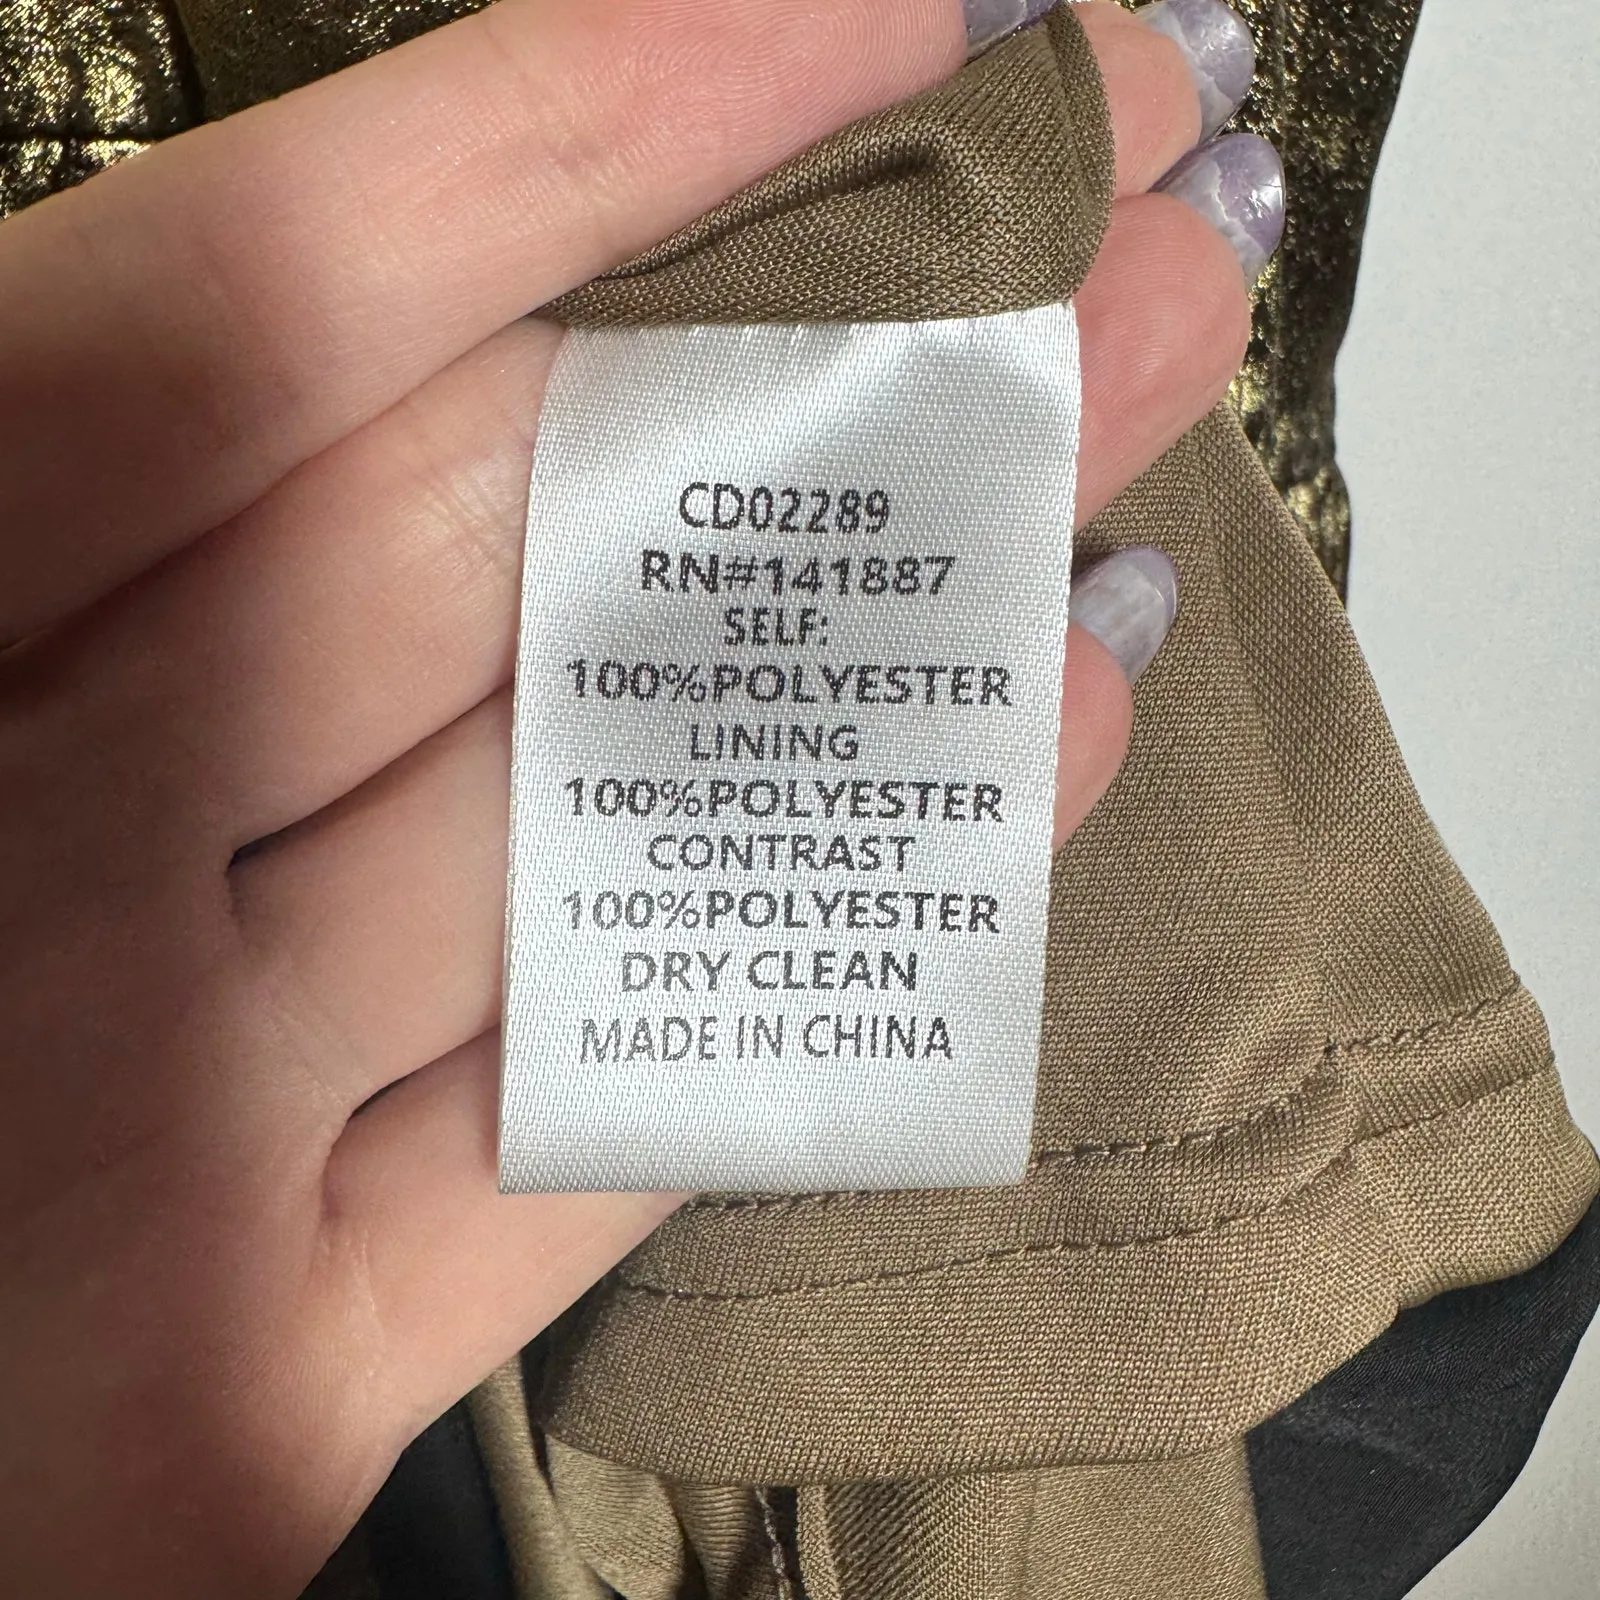 CD02289
RN#141887
SELF:
100%POLYESTER
LINING
100%POLYESTER
CONTRAST
100%POLYESTER
DRY CLEAN
MADE IN CHINA